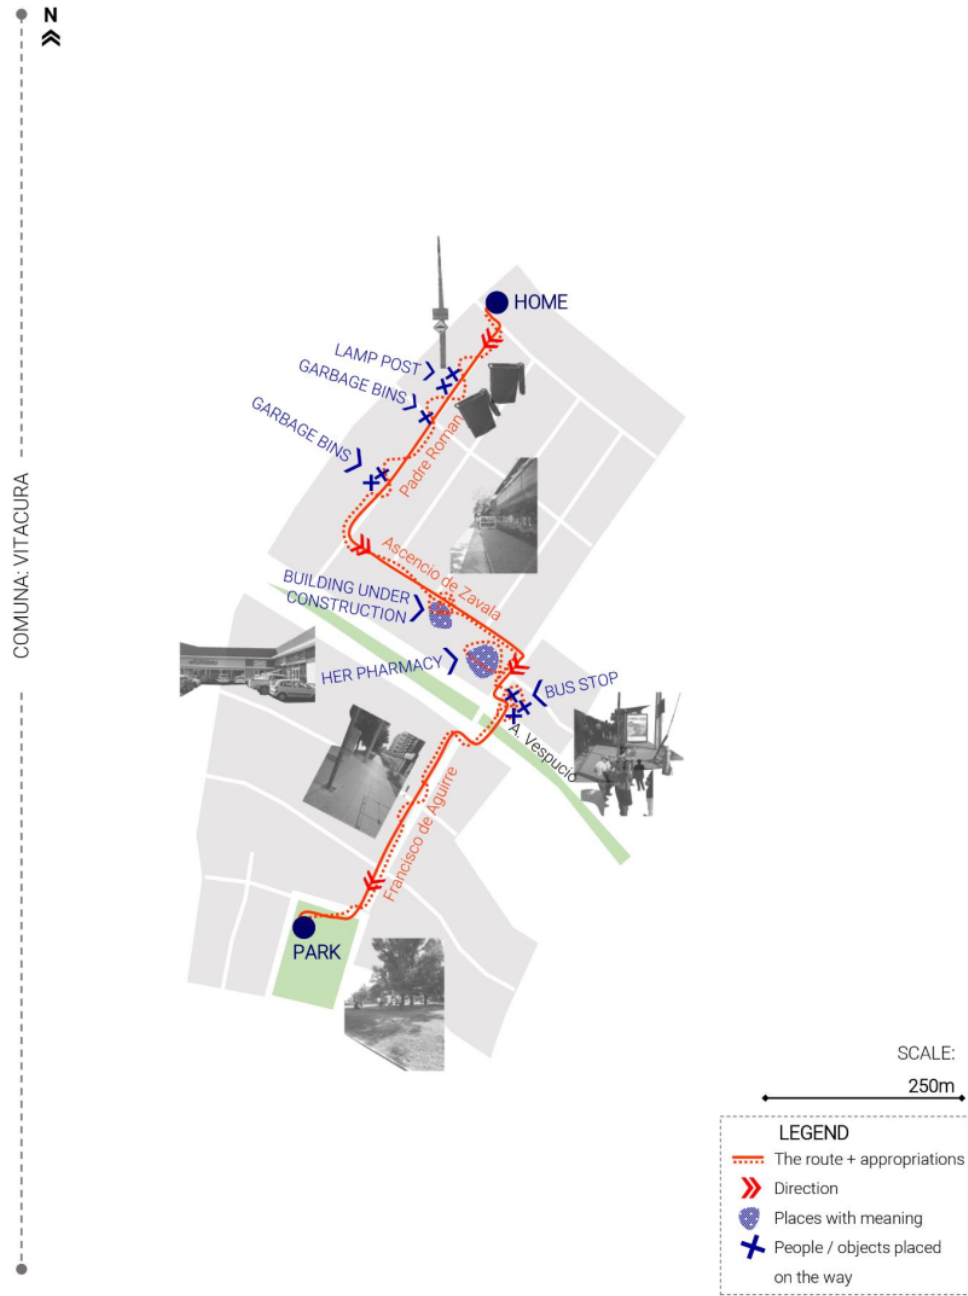 N
COMUNA: VITACURA
HOME
LAMP POST
GARBAGE BINS
GARBAGE BINS
Padre Roman
Ascencio de Zavala
BUILDING UNDER
CONSTRUCTION
HER PHARMACY
BUS STOP
A. Vespucio
Francisco de Aguirre
PARK
SCALE:
250m
LEGEND
The route + appropriations
Direction
Places with meaning
People / objects placed
on the way